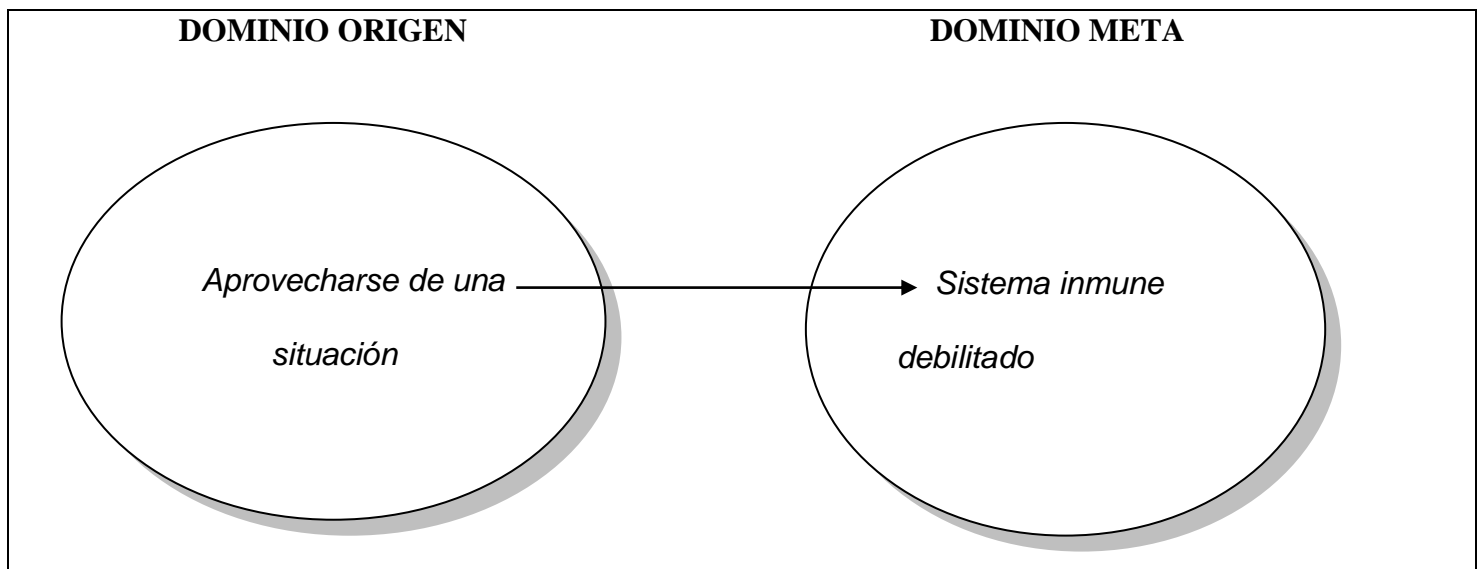 DOMINIO ORIGEN
DOMINIO META
Aprovecharse de una
situación
Sistema inmune
debilitado